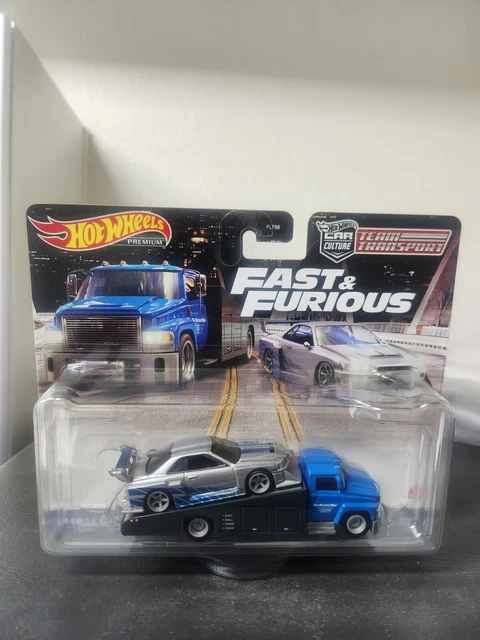 HOT WHEELS
PREMIUM
FLF56
CAR
CULTURE
TEAM
TRANSPORT
FAST &
FURIOUS